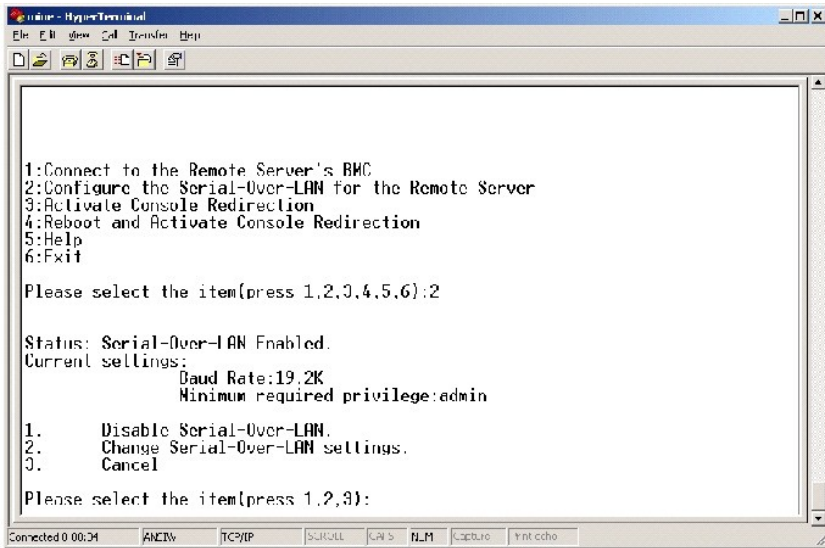 mine - HyperTerminal
File Edit View Call Transfer Help
1:Connect to the Remote Server's BMC
2:Configure the Serial-Over-LAN for the Remote Server
3:Activate Console Redirection
4:Reboot and Activate Console Redirection
5:Help
6:Exit
Please select the item(press 1,2,3,4,5,6):2
Status: Serial-Over-LAN Enabled.
Current settings:
Baud Rate:19.2K
Minimum required privilege:admin
1. Disable Serial-Over-LAN.
2. Change Serial-Over-LAN settings.
3. Cancel
Please select the item(press 1,2,3):
Connected 0:00:04 ANSIW TCP/IP SCROLL CAPS NUM Capture Print echo